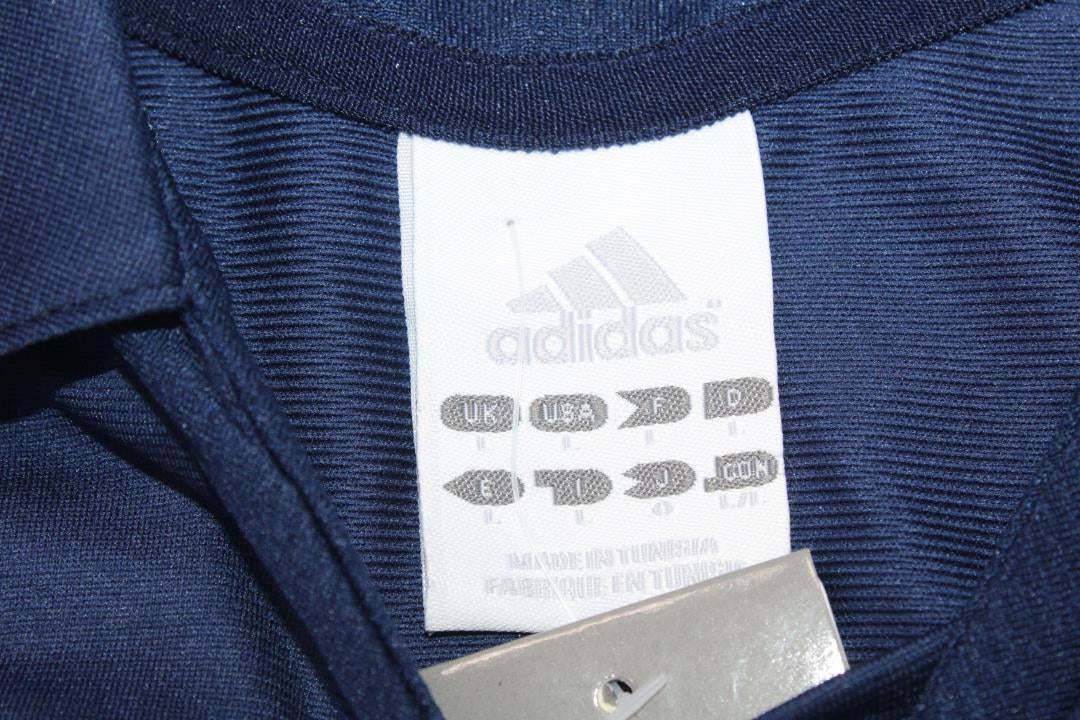 adidas
UK USA F D
L L L L
E I J CDN
L L O L/L
MADE IN TUNISIA
FABRIQUE EN TUNISIE